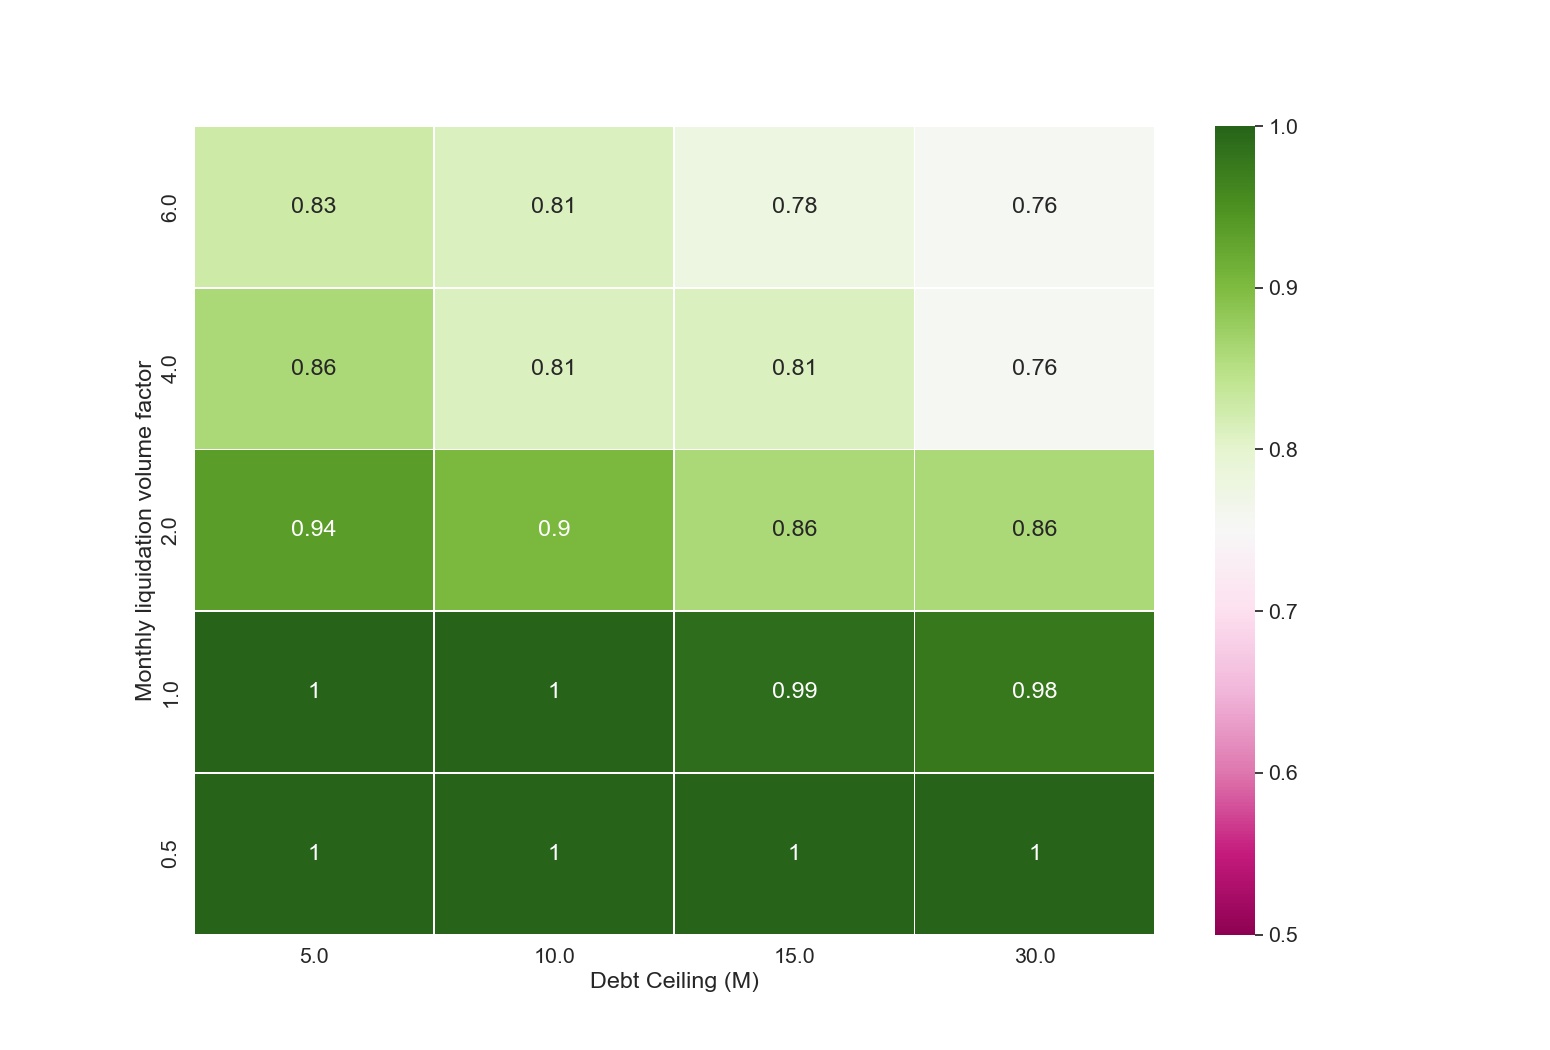 Monthly liquidation volume factor
6.0 0.83 0.81 0.78 0.76
4.0 0.86 0.81 0.81 0.76
2.0 0.94 0.9 0.86 0.86
1.0 1 1 0.99 0.98
0.5 1 1 1 1
5.0 10.0 15.0 30.0
Debt Ceiling (M)
1.0
0.9
0.8
0.7
0.6
0.5